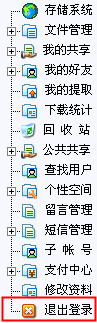 存储系统
文件管理
我的共享
我的好友
我的提取
下载统计
回 收 站
公共共享
查找用户
个性空间
留言管理
短信管理
子 帐 号
支付中心
修改资料
退出登录